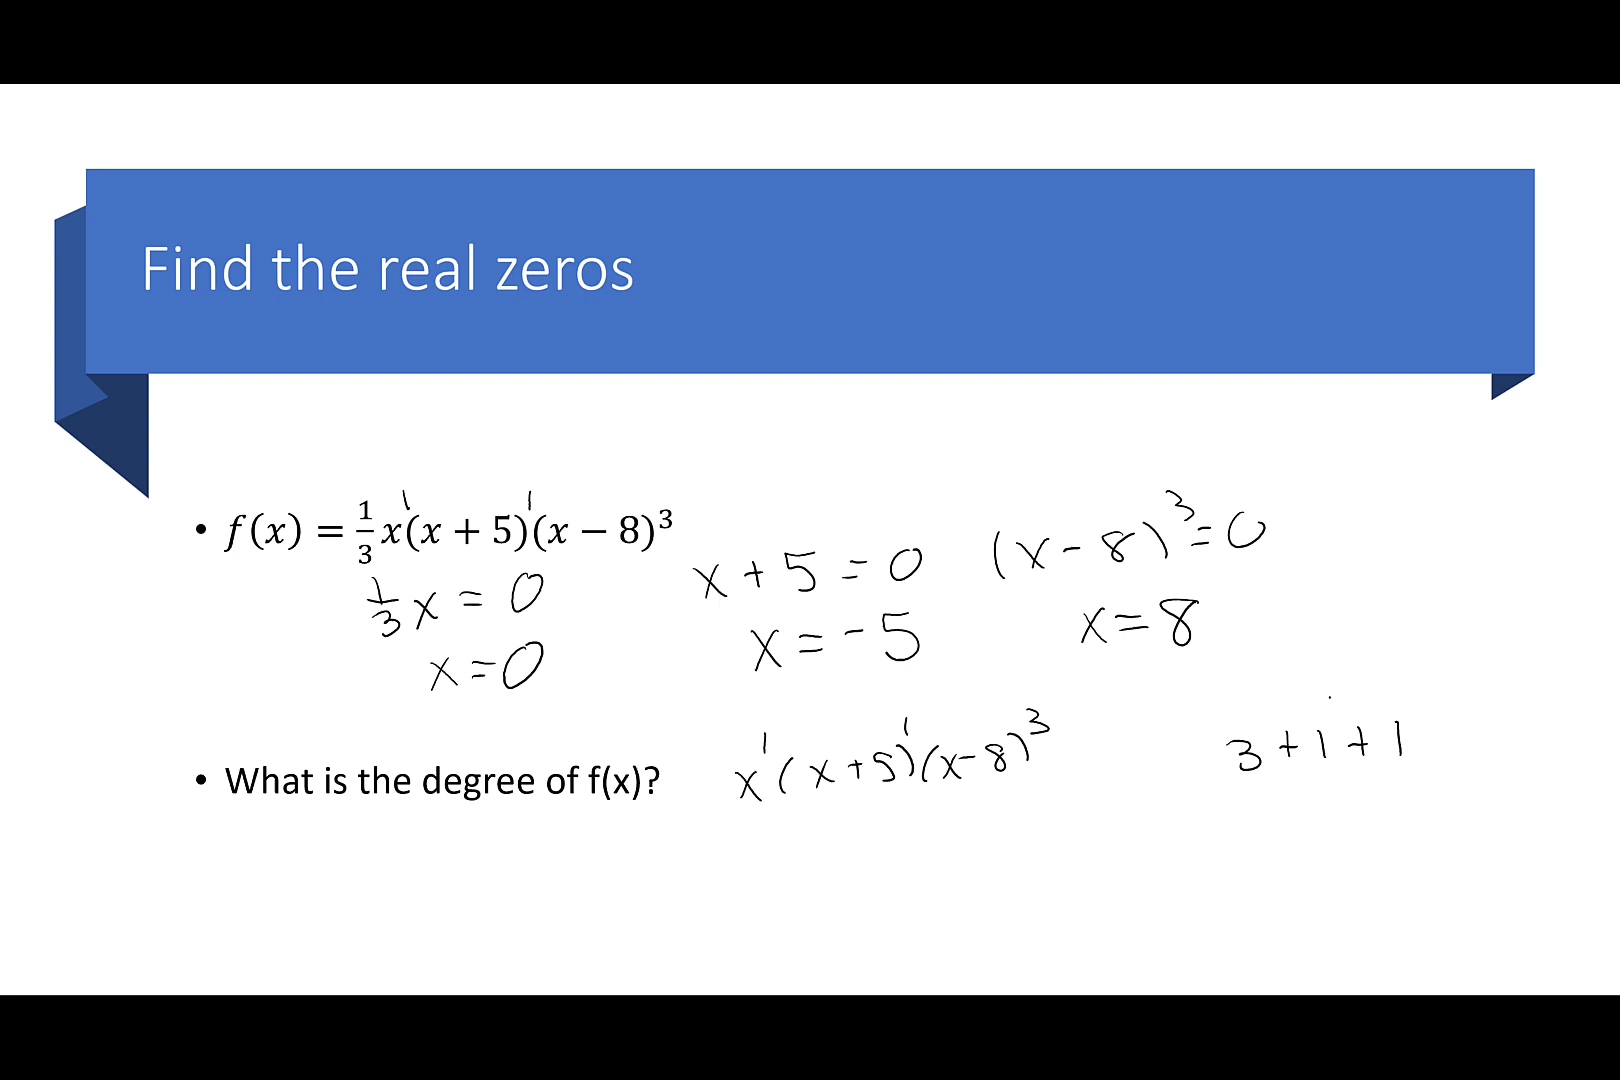 Find the real zeros
• f(x) = 1/3 x¹(x + 5)¹(x − 8)³
1/3 x = 0
x = 0
x + 5 = 0
x = -5
(x - 8)³ = 0
x = 8
• What is the degree of f(x)?
x¹(x+5)¹(x-8)³
3 + 1 + 1